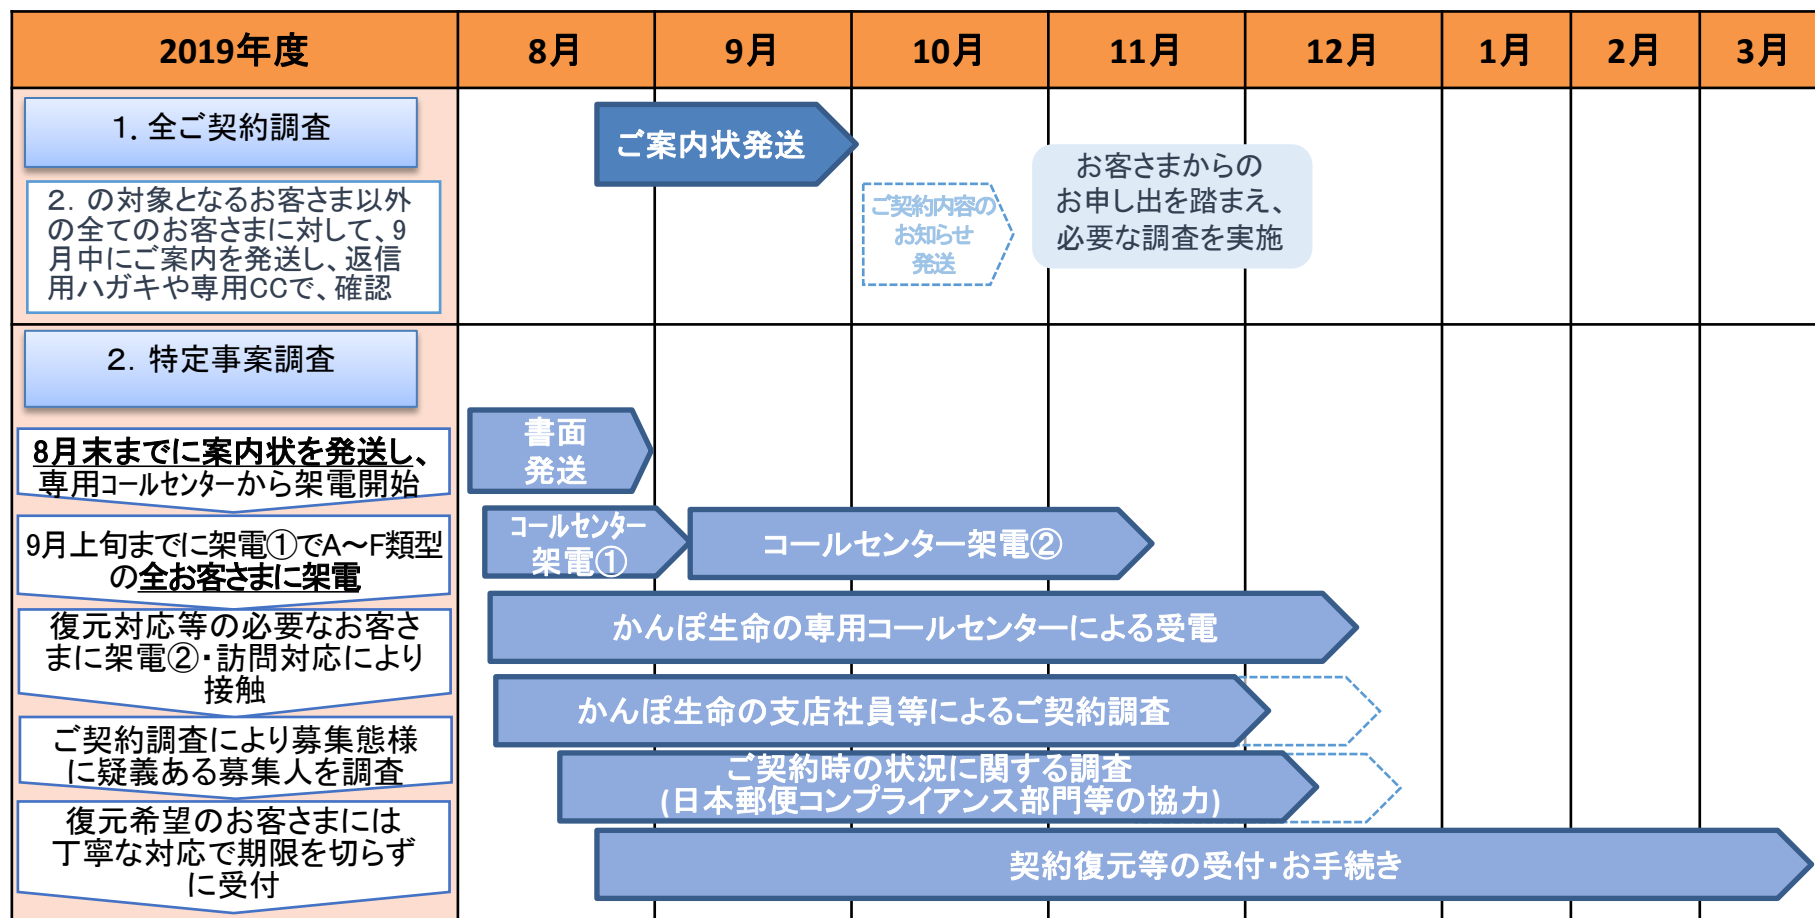 2019年度
8月
9月
10月
11月
12月
1月
2月
3月
1．全ご契約調査
2．の対象となるお客さま以外
の全てのお客さまに対して、9
月中にご案内を発送し、返信
用ハガキや専用CCで、確認
ご案内状発送
ご契約内容の
お知らせ
発送
お客さまからの
お申し出を踏まえ、
必要な調査を実施
2．特定事案調査
8月末までに案内状を発送し、
専用コールセンターから架電開始
9月上旬までに架電①でA～F類型
の全お客さまに架電
復元対応等の必要なお客さ
まに架電②・訪問対応により
接触
ご契約調査により募集態様
に疑義ある募集人を調査
復元希望のお客さまには
丁寧な対応で期限を切らず
に受付
書面
発送
コールセンター
架電①
コールセンター架電②
かんぽ生命の専用コールセンターによる受電
かんぽ生命の支店社員等によるご契約調査
ご契約時の状況に関する調査
(日本郵便コンプライアンス部門等の協力)
契約復元等の受付・お手続き